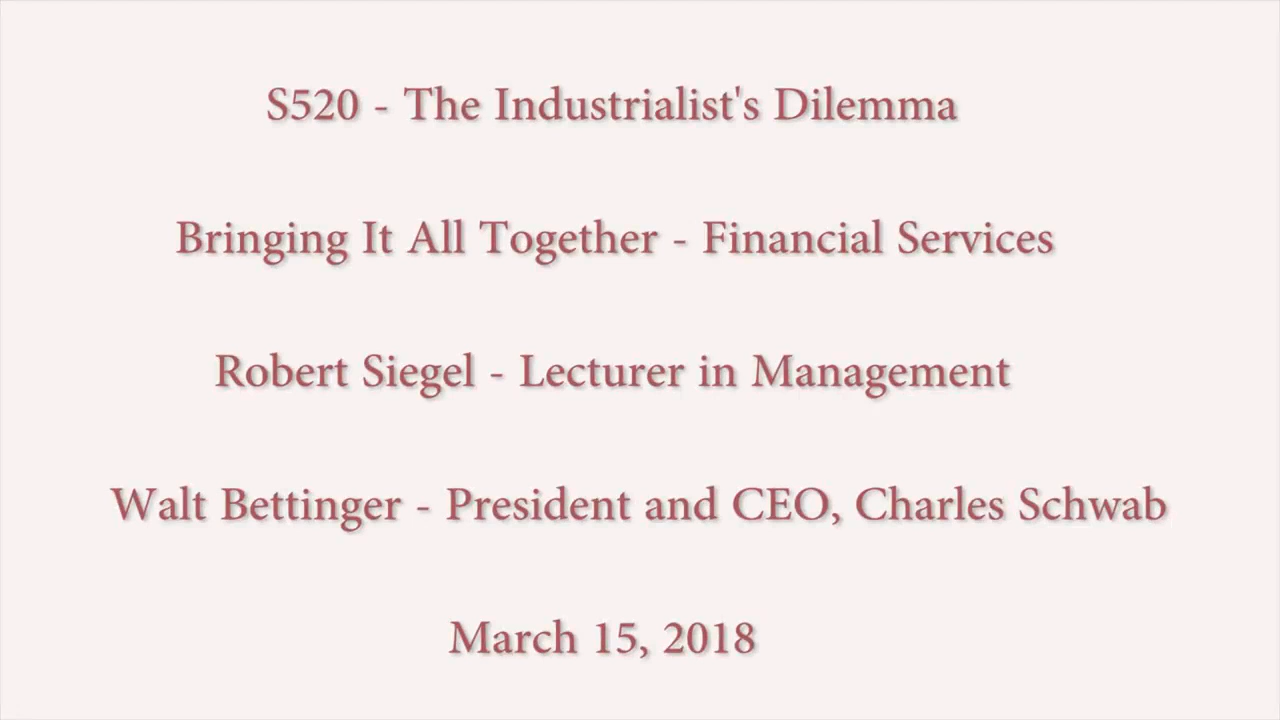 S520 - The Industrialist's Dilemma
Bringing It All Together - Financial Services
Robert Siegel - Lecturer in Management
Walt Bettinger - President and CEO, Charles Schwab
March 15, 2018